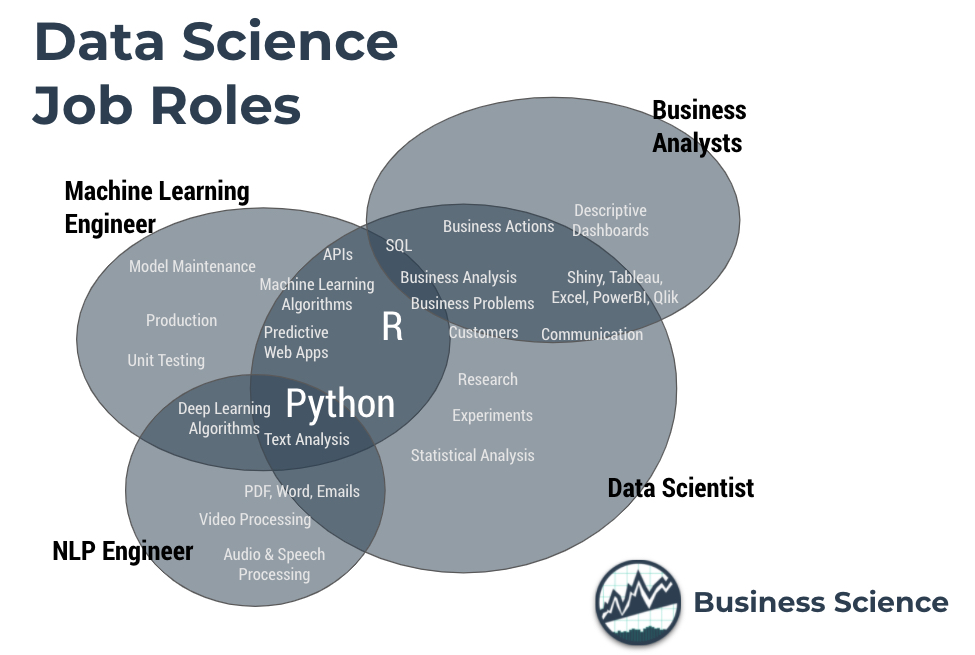 Data Science
Job Roles
Business
Analysts
Machine Learning
Engineer
Descriptive
Dashboards
Business Actions
SQL
APIs
Model Maintenance
Business Analysis
Shiny, Tableau,
Excel, PowerBI, Qlik
Machine Learning
Algorithms
Business Problems
Production
R
Predictive
Web Apps
Customers
Communication
Unit Testing
Research
Python
Deep Learning
Algorithms
Experiments
Text Analysis
Statistical Analysis
PDF, Word, Emails
Data Scientist
Video Processing
NLP Engineer
Audio & Speech
Processing
Business Science